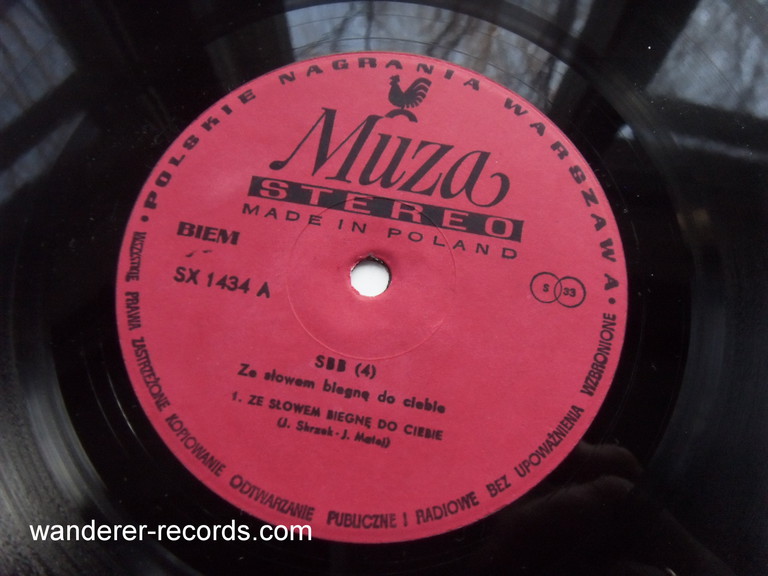 • POLSKIE NAGRANIA WARSZAWA •
Muza
STEREO
MADE IN POLAND
BIEM
SX 1434 A
S 33
SBB (4)
Ze słowem biegnę do ciebie
1. ZE SŁOWEM BIEGNĘ DO CIEBIE
(J. Skrzek - J. Matej)
WSZYSTKIE PRAWA ZASTRZEŻONE KOPIOWANIE ODTWARZANIE PUBLICZNE I RADIOWE BEZ UPOWAŻNIENIA WZBRONIONE
wanderer-records.com